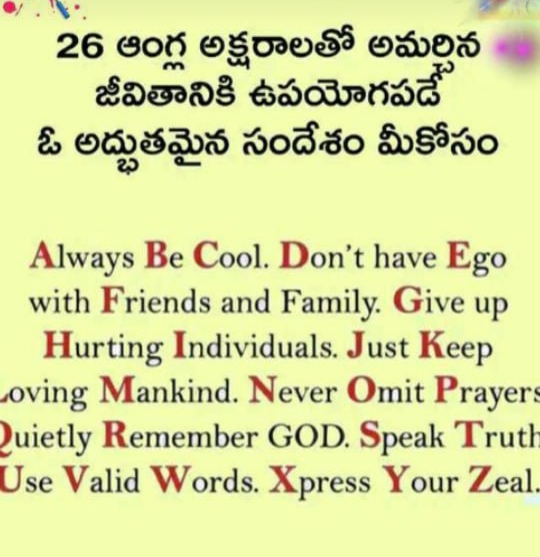 26 ఆంగ్ల అక్షరాలతో అమర్చిన
జీవితానికి ఉపయోగపడే
ఓ అద్భుతమైన సందేశం మీకోసం
Always Be Cool. Don't have Ego
with Friends and Family. Give up
Hurting Individuals. Just Keep
Loving Mankind. Never Omit Prayers
Quietly Remember GOD. Speak Truth
Use Valid Words. Xpress Your Zeal.